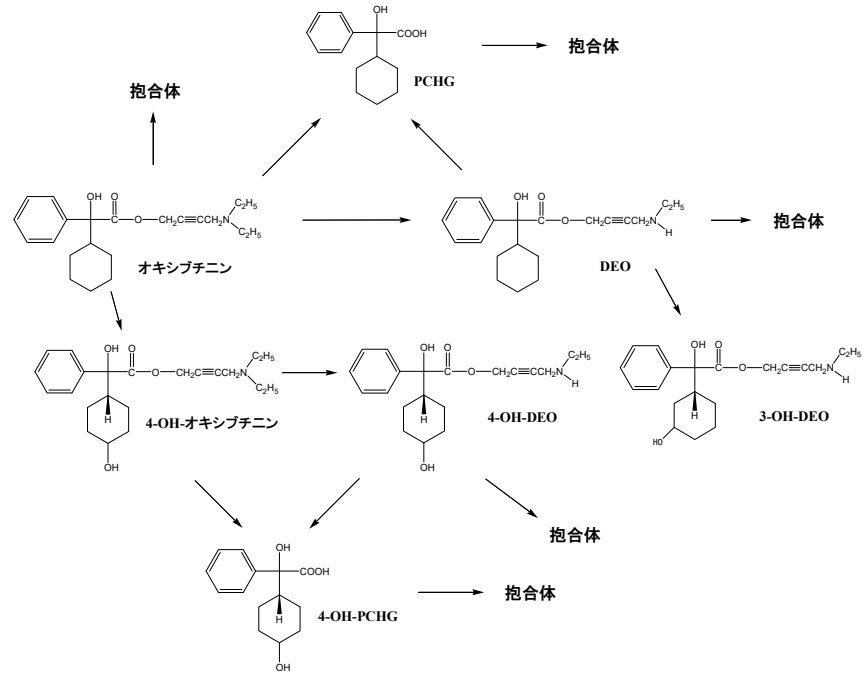 OH
COOH
PCHG
抱合体
抱合体
OH
O
O—CH₂C≡CCH₂N
C₂H₅
C₂H₅
オキシブチニン
OH
O
O—CH₂C≡CCH₂N
C₂H₅
H
DEO
抱合体
OH
O
O—CH₂C≡CCH₂N
C₂H₅
C₂H₅
H
OH
4-OH-オキシブチニン
OH
O
O—CH₂C≡CCH₂N
C₂H₅
H
H
OH
4-OH-DEO
OH
O
O—CH₂C≡CCH₂N
C₂H₅
H
H
HO
3-OH-DEO
抱合体
OH
COOH
H
OH
4-OH-PCHG
抱合体